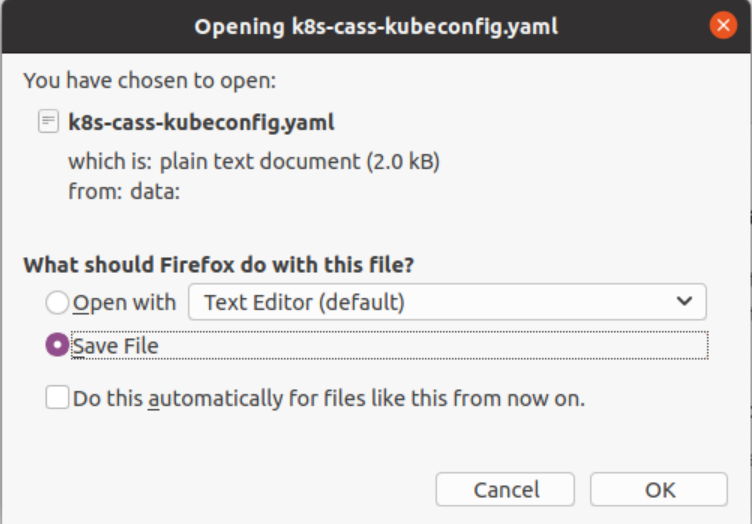 Opening k8s-cass-kubeconfig.yaml
You have chosen to open:
k8s-cass-kubeconfig.yaml
which is: plain text document (2.0 kB)
from: data:
What should Firefox do with this file?
Open with Text Editor (default)
Save File
Do this automatically for files like this from now on.
Cancel OK